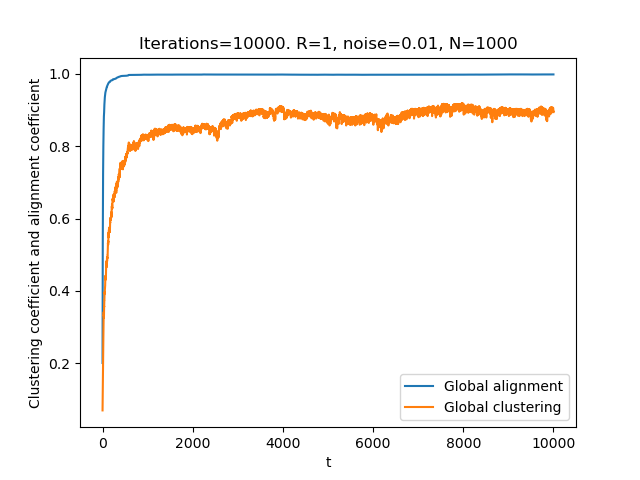 Iterations=10000. R=1, noise=0.01, N=1000
Clustering coefficient and alignment coefficient
1.0
0.8
0.6
0.4
0.2
0
2000
4000
6000
8000
10000
t
Global alignment
Global clustering